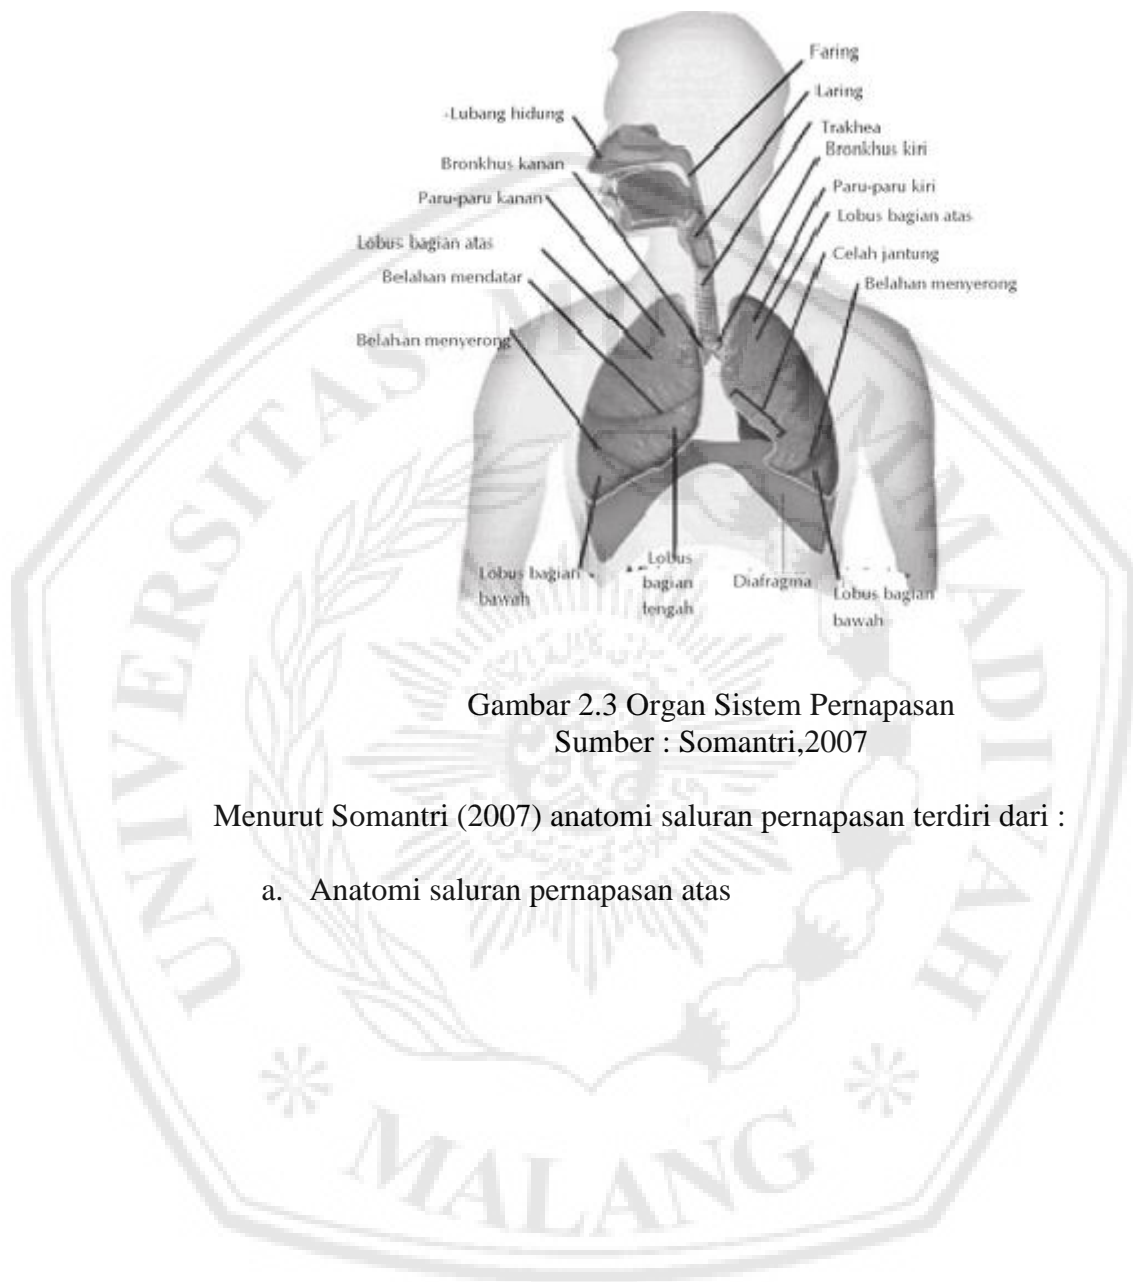 Faring
Laring
-Lubang hidung
Trakhea
Bronkhus kiri
Bronkhus kanan
Paru-paru kiri
Paru-paru kanan
Lobus bagian atas
Lobus bagian atas
Celah jantung
Belahan mendatar
Belahan menyerong
Belahan menyerong
Lobus bagian
bawah
Lobus
bagian
tengah
Diafragma
Lobus bagian
bawah
Gambar 2.3 Organ Sistem Pernapasan
Sumber : Somantri,2007
Menurut Somantri (2007) anatomi saluran pernapasan terdiri dari :
a. Anatomi saluran pernapasan atas
UNIVERSITAS MUHAMMADIYAH
MALANG